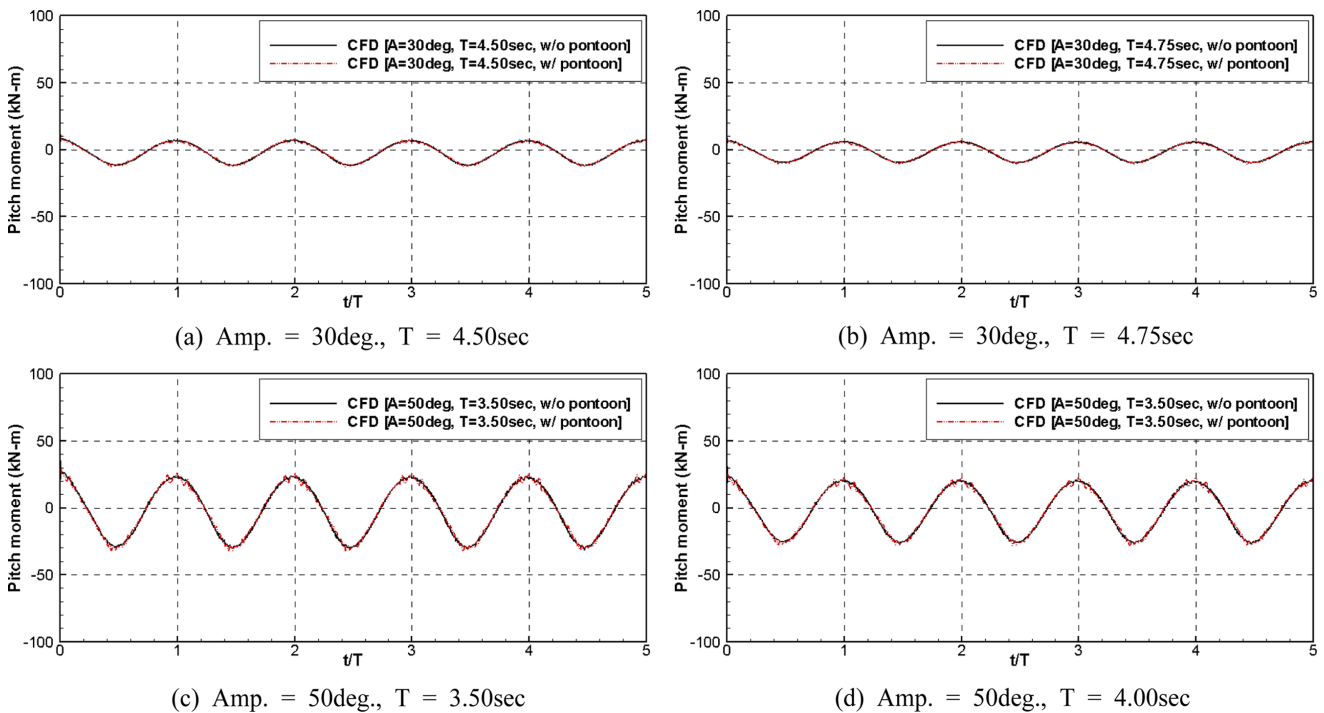 100
50
0
-50
-100
Pitch moment (kN-m)
CFD [A=30deg, T=4.50sec, w/o pontoon]
CFD [A=30deg, T=4.50sec, w/ pontoon]
0 1 2 3 4 5
t/T
(a) Amp. = 30deg., T = 4.50sec
100
50
0
-50
-100
Pitch moment (kN-m)
CFD [A=30deg, T=4.75sec, w/o pontoon]
CFD [A=30deg, T=4.75sec, w/ pontoon]
0 1 2 3 4 5
t/T
(b) Amp. = 30deg., T = 4.75sec
100
50
0
-50
-100
Pitch moment (kN-m)
CFD [A=50deg, T=3.50sec, w/o pontoon]
CFD [A=50deg, T=3.50sec, w/ pontoon]
0 1 2 3 4 5
t/T
(c) Amp. = 50deg., T = 3.50sec
100
50
0
-50
-100
Pitch moment (kN-m)
CFD [A=50deg, T=3.50sec, w/o pontoon]
CFD [A=50deg, T=3.50sec, w/ pontoon]
0 1 2 3 4 5
t/T
(d) Amp. = 50deg., T = 4.00sec